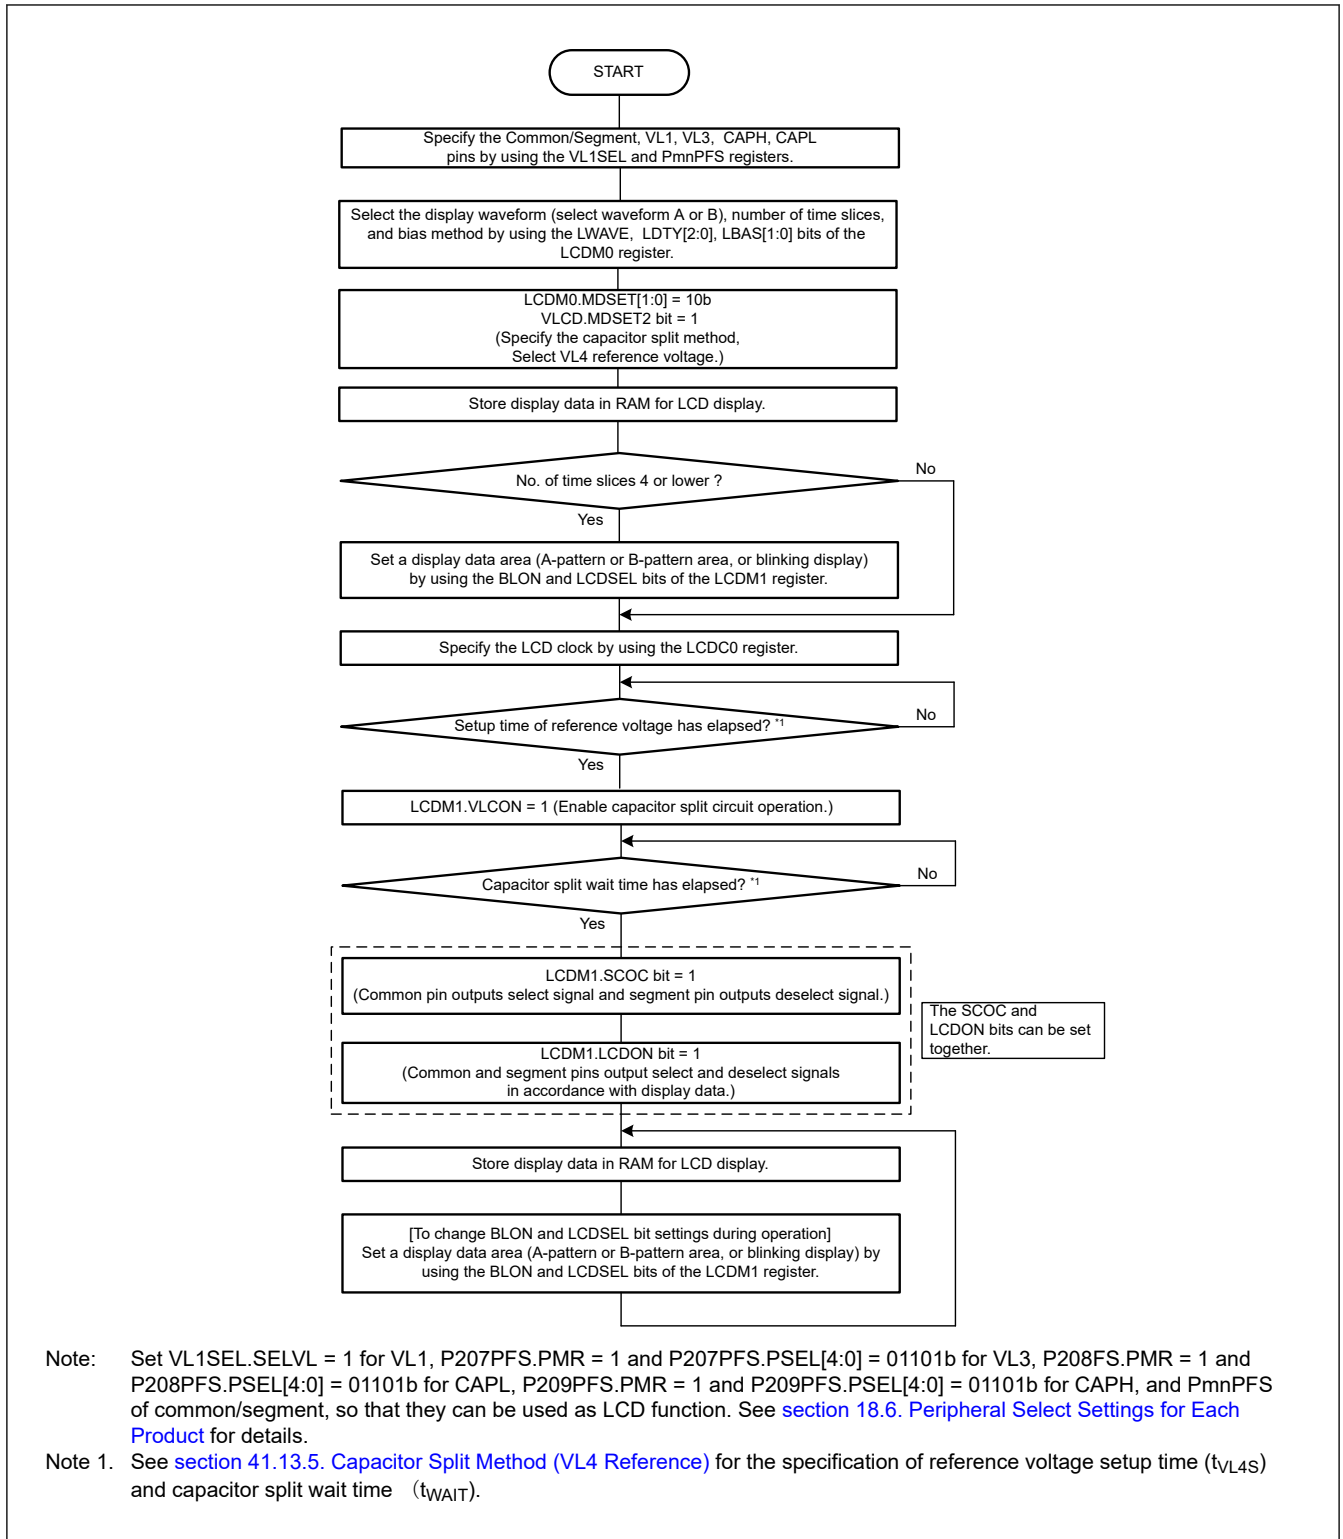 START
Specify the Common/Segment, VL1, VL3, CAPH, CAPL
pins by using the VL1SEL and PmnPFS registers.
Select the display waveform (select waveform A or B), number of time slices,
and bias method by using the LWAVE, LDTY[2:0], LBAS[1:0] bits of the
LCDM0 register.
LCDM0.MDSET[1:0] = 10b
VLCD.MDSET2 bit = 1
(Specify the capacitor split method,
Select VL4 reference voltage.)
Store display data in RAM for LCD display.
No. of time slices 4 or lower ?
No
Yes
Set a display data area (A-pattern or B-pattern area, or blinking display)
by using the BLON and LCDSEL bits of the LCDM1 register.
Specify the LCD clock by using the LCDC0 register.
Setup time of reference voltage has elapsed? *1
No
Yes
LCDM1.VLCON = 1 (Enable capacitor split circuit operation.)
Capacitor split wait time has elapsed? *1
No
Yes
LCDM1.SCOC bit = 1
(Common pin outputs select signal and segment pin outputs deselect signal.)
The SCOC and
LCDON bits can be set
together.
LCDM1.LCDON bit = 1
(Common and segment pins output select and deselect signals
in accordance with display data.)
Store display data in RAM for LCD display.
[To change BLON and LCDSEL bit settings during operation]
Set a display data area (A-pattern or B-pattern area, or blinking display) by
using the BLON and LCDSEL bits of the LCDM1 register.
Note: Set VL1SEL.SELVL = 1 for VL1, P207PFS.PMR = 1 and P207PFS.PSEL[4:0] = 01101b for VL3, P208FS.PMR = 1 and
P208PFS.PSEL[4:0] = 01101b for CAPL, P209PFS.PMR = 1 and P209PFS.PSEL[4:0] = 01101b for CAPH, and PmnPFS
of common/segment, so that they can be used as LCD function. See section 18.6. Peripheral Select Settings for Each
Product for details.
Note 1. See section 41.13.5. Capacitor Split Method (VL4 Reference) for the specification of reference voltage setup time (tVL4S)
and capacitor split wait time （tWAIT).